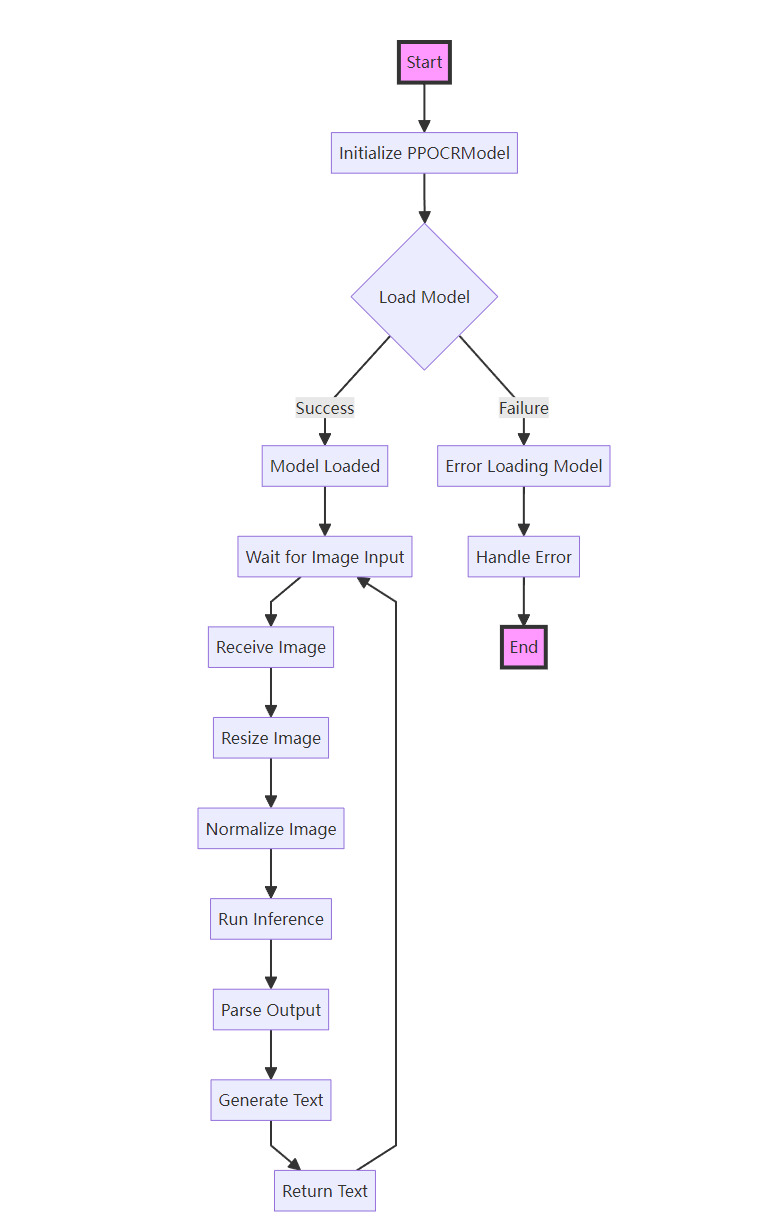 Start
Initialize PPOCRModel
Load Model
Success
Failure
Model Loaded
Error Loading Model
Wait for Image Input
Handle Error
Receive Image
End
Resize Image
Normalize Image
Run Inference
Parse Output
Generate Text
Return Text